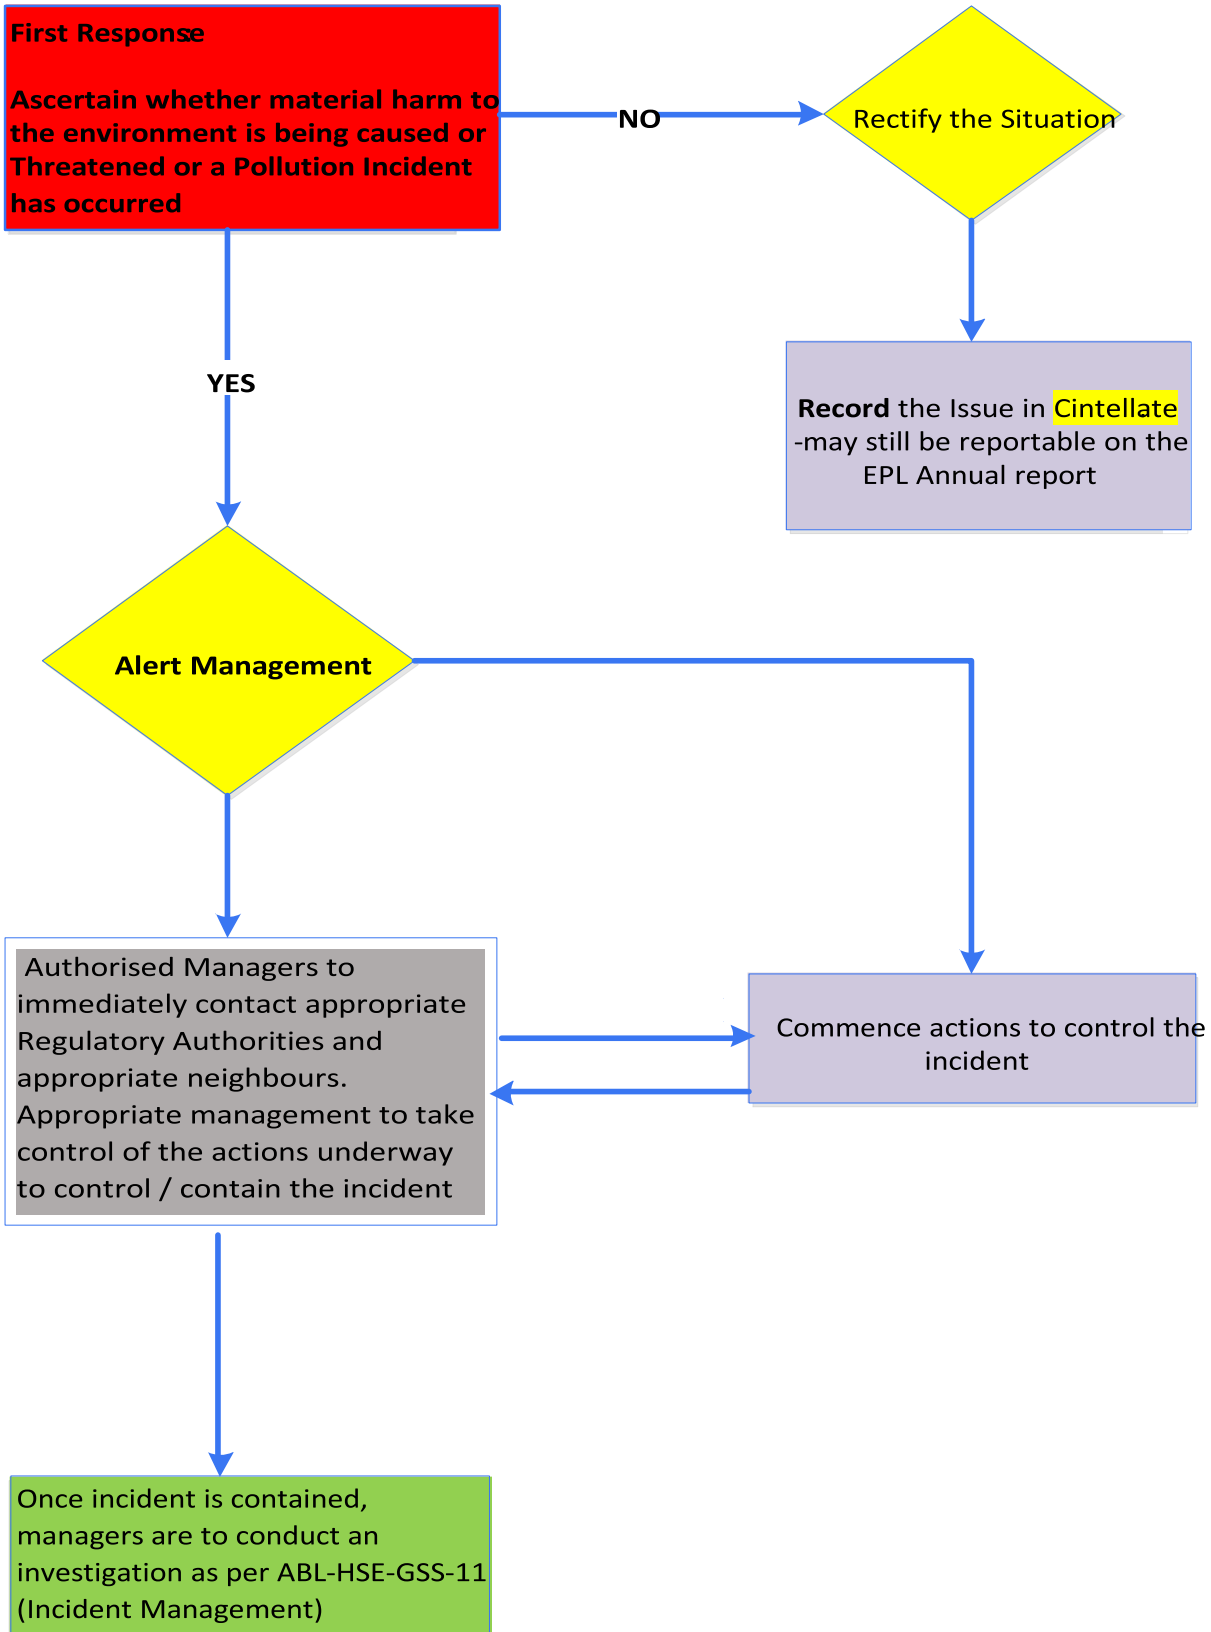 First Response.
Ascertain whether material harm to
the environment is being caused or
Threatened or a Pollution Incident
has occurred
NO
Rectify the Situation
YES
Record the Issue in Cintellate
-may still be reportable on the
EPL Annual report
Alert Management
Authorised Managers to
immediately contact appropriate
Regulatory Authorities and
appropriate neighbours.
Appropriate management to take
control of the actions underway
to control / contain the incident
Commence actions to control the
incident
Once incident is contained,
managers are to conduct an
investigation as per ABL-HSE-GSS-11
(Incident Management)